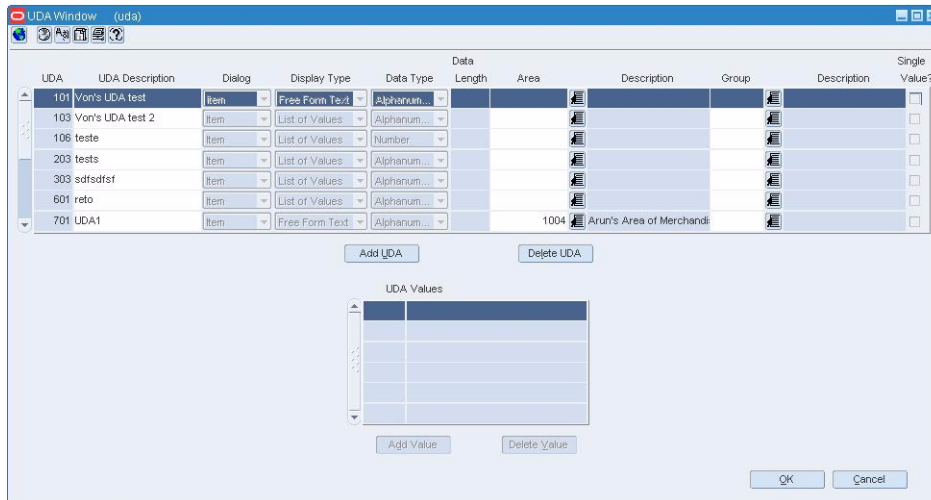 UDA Window (uda)
Data
Single
UDA UDA Description Dialog Display Type Data Type Length Area Description Group Description Value?
101 Von's UDA test Item Free Form Text Alphanum...
103 Von's UDA test 2 Item List of Values Alphanum...
106 teste Item List of Values Number
203 tests Item List of Values Alphanum...
303 sdfsdfsf Item List of Values Alphanum...
601 reto Item List of Values Alphanum...
701 UDA1 Item Free Form Text Alphanum... 1004 Arun's Area of Merchandi
Add UDA Delete UDA
UDA Values
Add Value Delete Value
OK Cancel